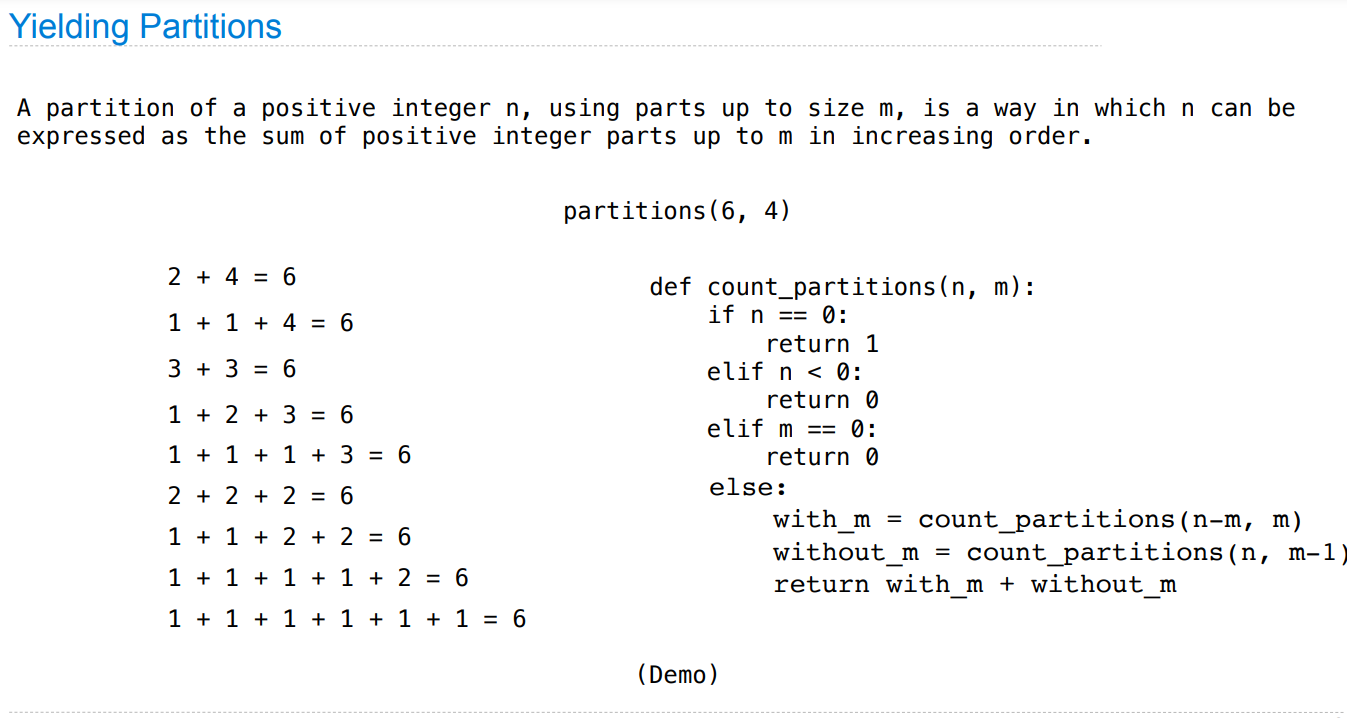 Yielding Partitions
A partition of a positive integer n, using parts up to size m, is a way in which n can be
expressed as the sum of positive integer parts up to m in increasing order.
partitions(6, 4)
2 + 4 = 6
1 + 1 + 4 = 6
3 + 3 = 6
1 + 2 + 3 = 6
1 + 1 + 1 + 3 = 6
2 + 2 + 2 = 6
1 + 1 + 2 + 2 = 6
1 + 1 + 1 + 1 + 2 = 6
1 + 1 + 1 + 1 + 1 + 1 = 6
def count_partitions(n, m):
    if n == 0:
        return 1
    elif n < 0:
        return 0
    elif m == 0:
        return 0
    else:
        with_m = count_partitions(n-m, m)
        without_m = count_partitions(n, m-1)
        return with_m + without_m
(Demo)